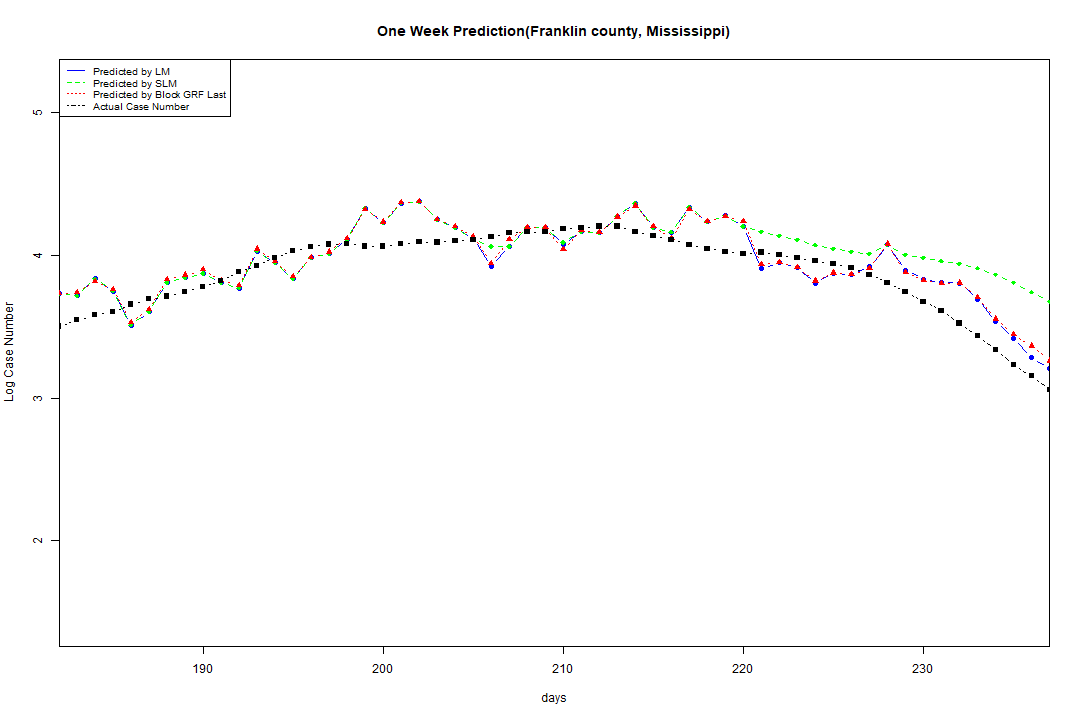 One Week Prediction(Franklin county, Mississippi)
Predicted by LM
Predicted by SLM
Predicted by Block GRF Last
Actual Case Number
5
4
3
2
Log Case Number
190 200 210 220 230
days